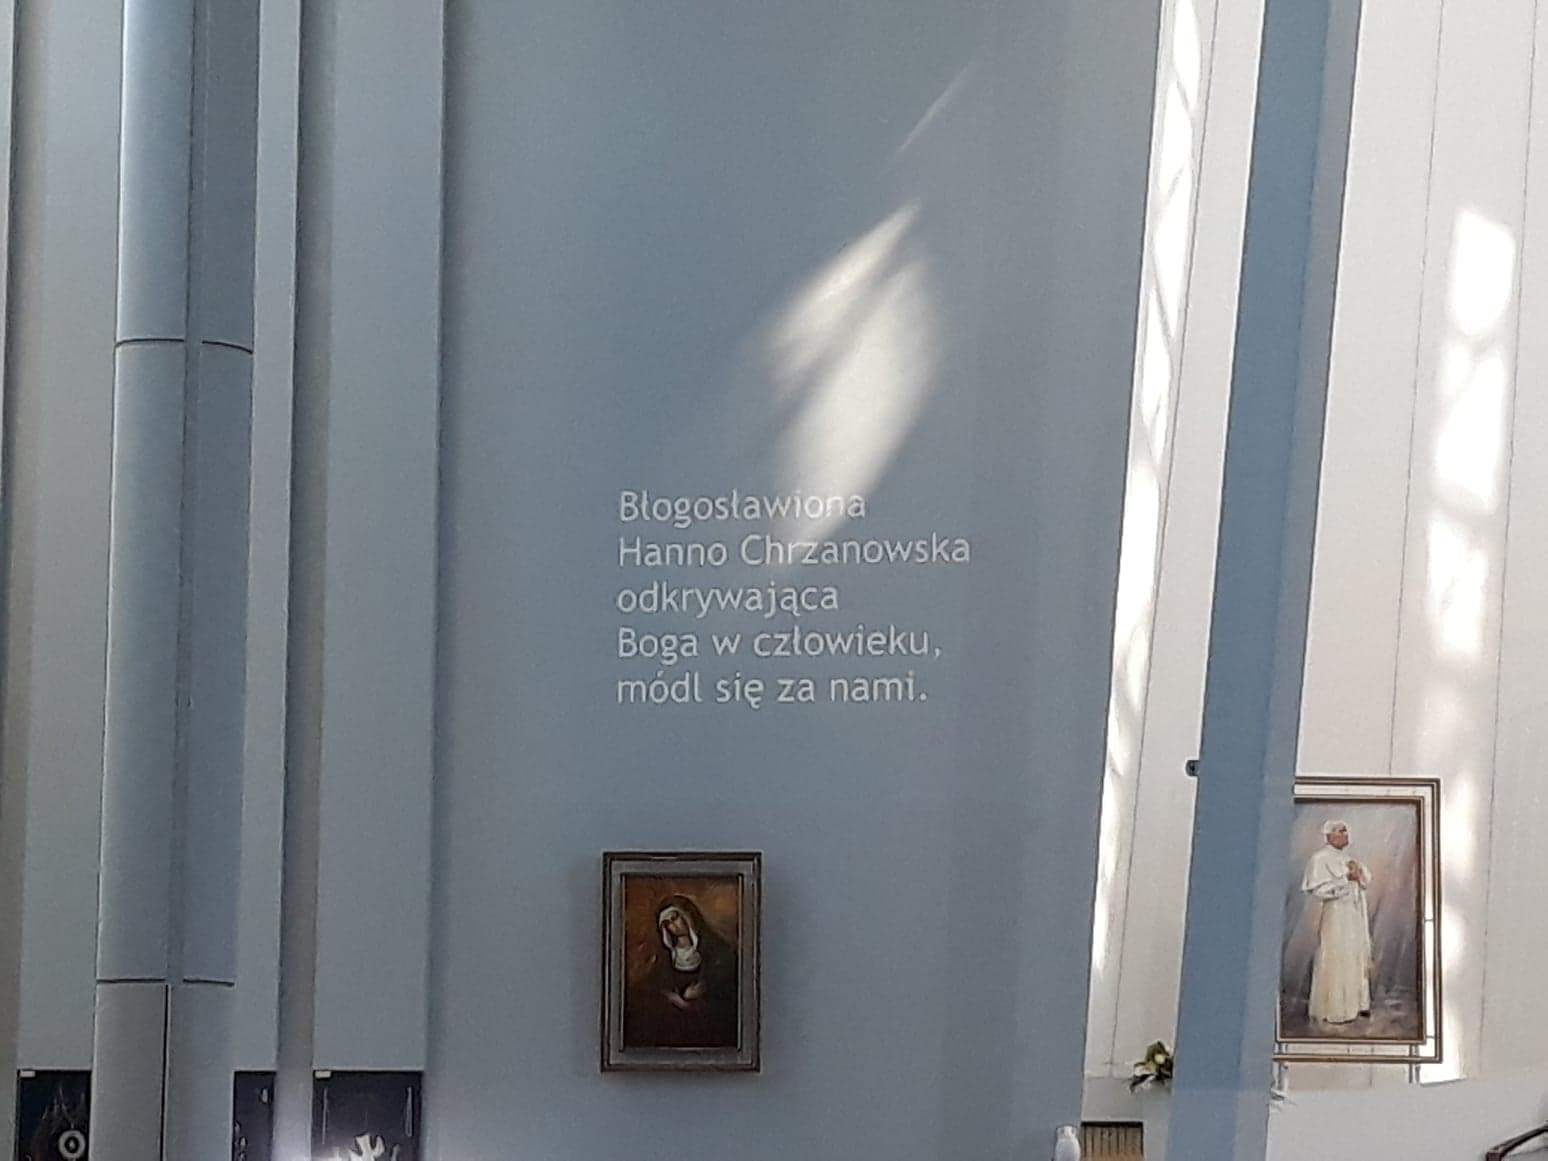 Błogosławiona
Hanno Chrzanowska
odkrywająca
Boga w człowieku,
módl się za nami.